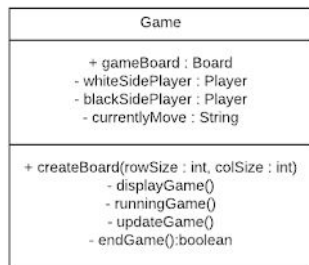 Game
+ gameBoard : Board
- whiteSidePlayer : Player
- blackSidePlayer : Player
- currentlyMove : String
+ createBoard(rowSize : int, colSize : int)
- displayGame()
- runningGame()
- updateGame()
- endGame():boolean